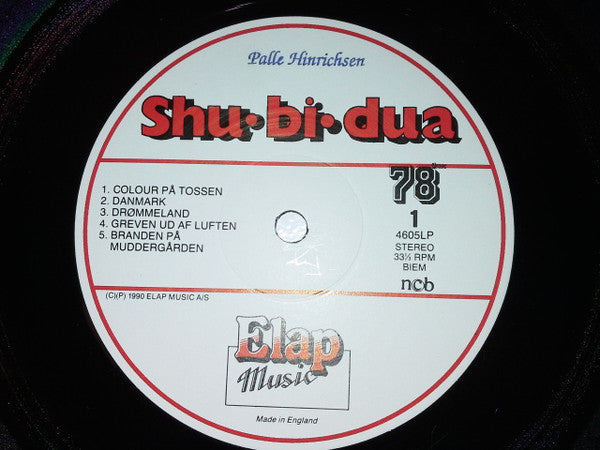 Palle Hinrichsen
Shu·bi·dua
78'eren
1. COLOUR PÅ TOSSEN
2. DANMARK
3. DRØMMELAND
4. GREVEN UD AF LUFTEN
5. BRANDEN PÅ
MUDDERGÅRDEN
1
4605LP
STEREO
33⅓ RPM
BIEM
ncb
(C)(P) 1990 ELAP MUSIC A/S
Elap
Music
Made in England